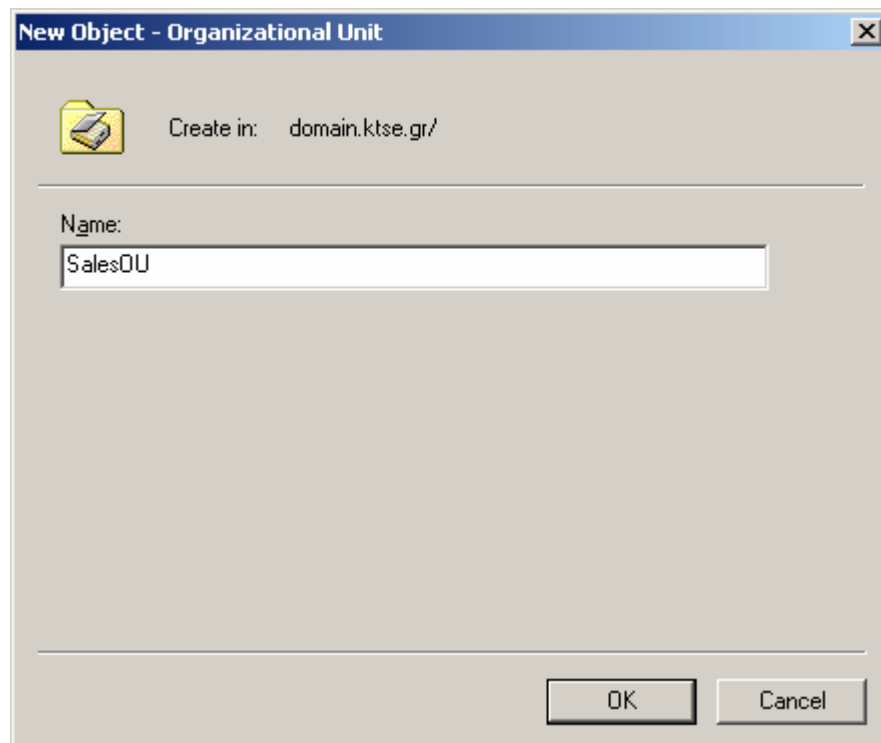 New Object - Organizational Unit
Create in: domain.ktse.gr/
Name:
SalesOU
OK Cancel